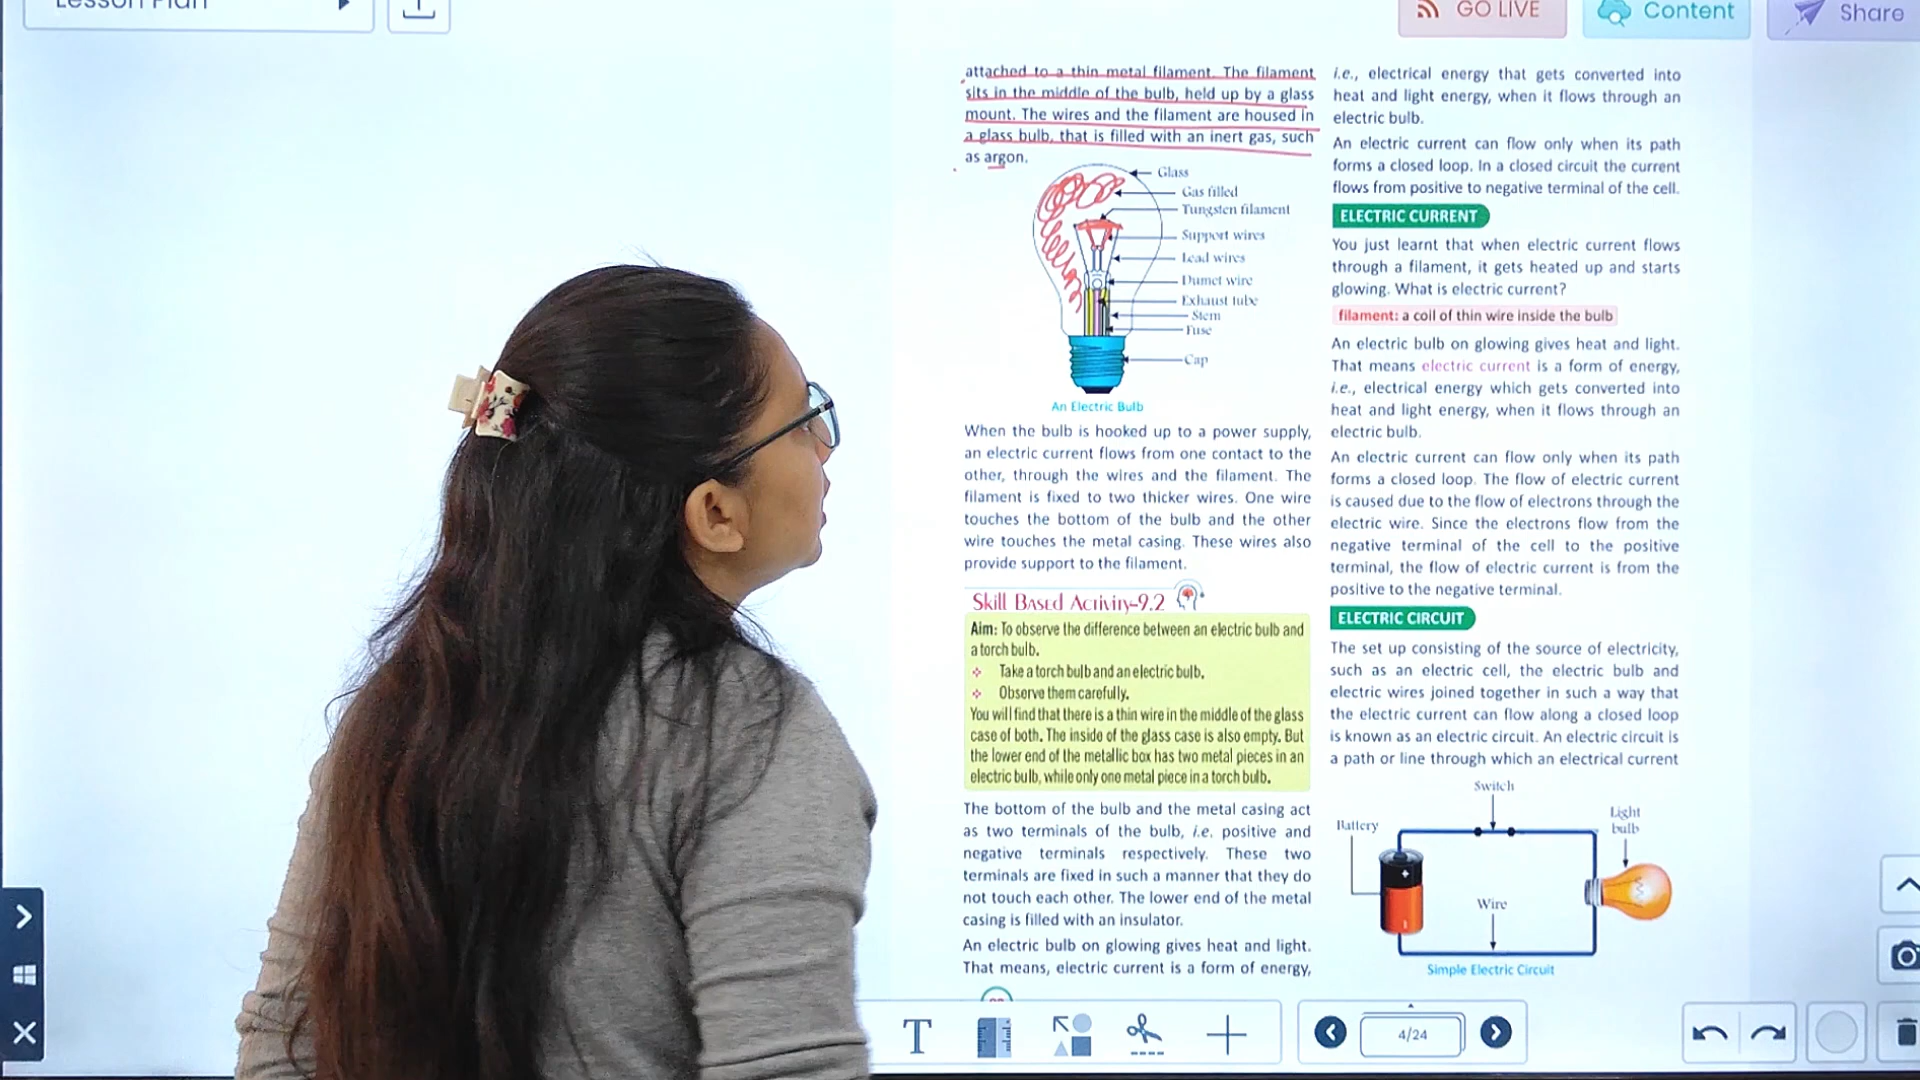 Lesson Plan
GO LIVE
Content
Share
attached to a thin metal filament. The filament
sits in the middle of the bulb, held up by a glass
mount. The wires and the filament are housed in
a glass bulb, that is filled with an inert gas, such
as argon.
Glass
Gas filled
Tungsten filament
Support wires
Lead wires
Dumet wire
Exhaust tube
Stem
Fuse
Cap
An Electric Bulb
When the bulb is hooked up to a power supply,
an electric current flows from one contact to the
other, through the wires and the filament. The
filament is fixed to two thicker wires. One wire
touches the bottom of the bulb and the other
wire touches the metal casing. These wires also
provide support to the filament.
Skill Based Activity-9.2
Aim: To observe the difference between an electric bulb and
a torch bulb.
❖ Take a torch bulb and an electric bulb.
❖ Observe them carefully.
You will find that there is a thin wire in the middle of the glass
case of both. The inside of the glass case is also empty. But
the lower end of the metallic box has two metal pieces in an
electric bulb, while only one metal piece in a torch bulb.
The bottom of the bulb and the metal casing act
as two terminals of the bulb, i.e. positive and
negative terminals respectively. These two
terminals are fixed in such a manner that they do
not touch each other. The lower end of the metal
casing is filled with an insulator.
An electric bulb on glowing gives heat and light.
That means, electric current is a form of energy,
i.e., electrical energy that gets converted into
heat and light energy, when it flows through an
electric bulb.
An electric current can flow only when its path
forms a closed loop. In a closed circuit the current
flows from positive to negative terminal of the cell.
ELECTRIC CURRENT
You just learnt that when electric current flows
through a filament, it gets heated up and starts
glowing. What is electric current?
filament: a coil of thin wire inside the bulb
An electric bulb on glowing gives heat and light.
That means electric current is a form of energy,
i.e., electrical energy which gets converted into
heat and light energy, when it flows through an
electric bulb.
An electric current can flow only when its path
forms a closed loop. The flow of electric current
is caused due to the flow of electrons through the
electric wire. Since the electrons flow from the
negative terminal of the cell to the positive
terminal, the flow of electric current is from the
positive to the negative terminal.
ELECTRIC CIRCUIT
The set up consisting of the source of electricity,
such as an electric cell, the electric bulb and
electric wires joined together in such a way that
the electric current can flow along a closed loop
is known as an electric circuit. An electric circuit is
a path or line through which an electrical current
Switch
Battery
Light
bulb
Wire
Simple Electric Circuit
T
4/24